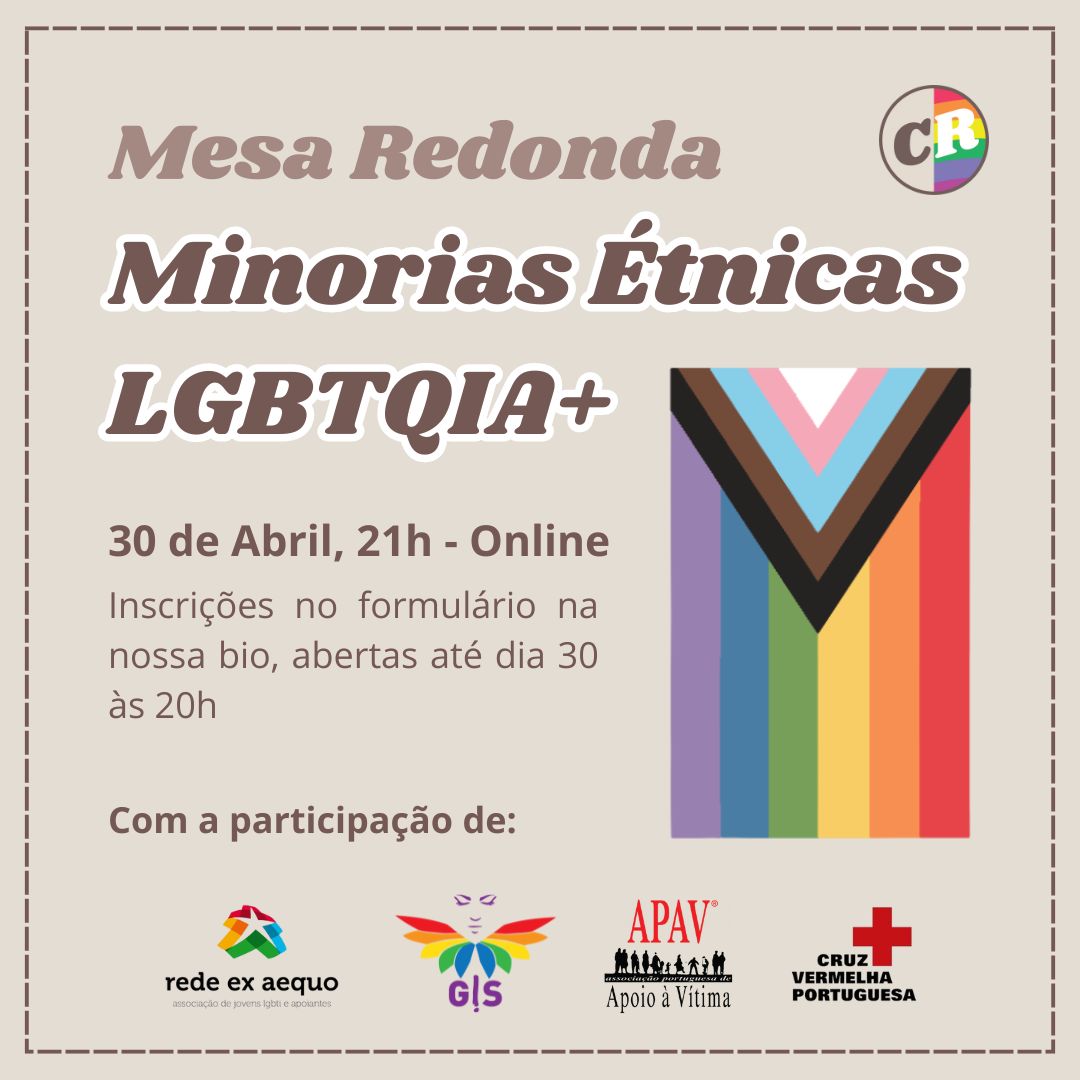 CR
Mesa Redonda
Minorias Étnicas
LGBTQIA+
30 de Abril, 21h - Online
Inscrições no formulário na
nossa bio, abertas até dia 30
às 20h
Com a participação de:
rede ex aequo
associação de jovens lgbti e apoiantes
G!S
APAV®
associação portuguesa de
Apoio à Vítima
CRUZ
VERMELHA
PORTUGUESA